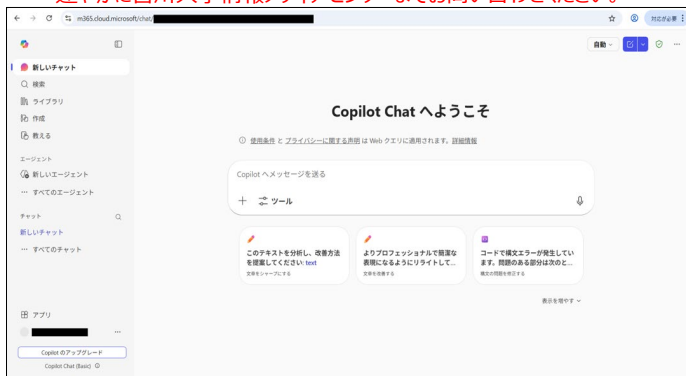 m365.cloud.microsoft/chat/
対応が必要
自動
新しいチャット
検索
ライブラリ
作成
教える
エージェント
新しいエージェント
すべてのエージェント
チャット
新しいチャット
すべてのチャット
アプリ
Copilot のアップグレード
Copilot Chat (Basic)
Copilot Chat へようこそ
使用条件 と プライバシーに関する声明 は Web クエリに適用されます。詳細情報
Copilot へメッセージを送る
ツール
このテキストを分析し、改善方法
を提案してください: text
文章をシャープにする
よりプロフェッショナルで簡潔な
表現になるようにリライトして...
文章を改善する
コードで構文エラーが発生してい
ます。問題のある部分は次のと...
構文の問題を修正する
表示を増やす